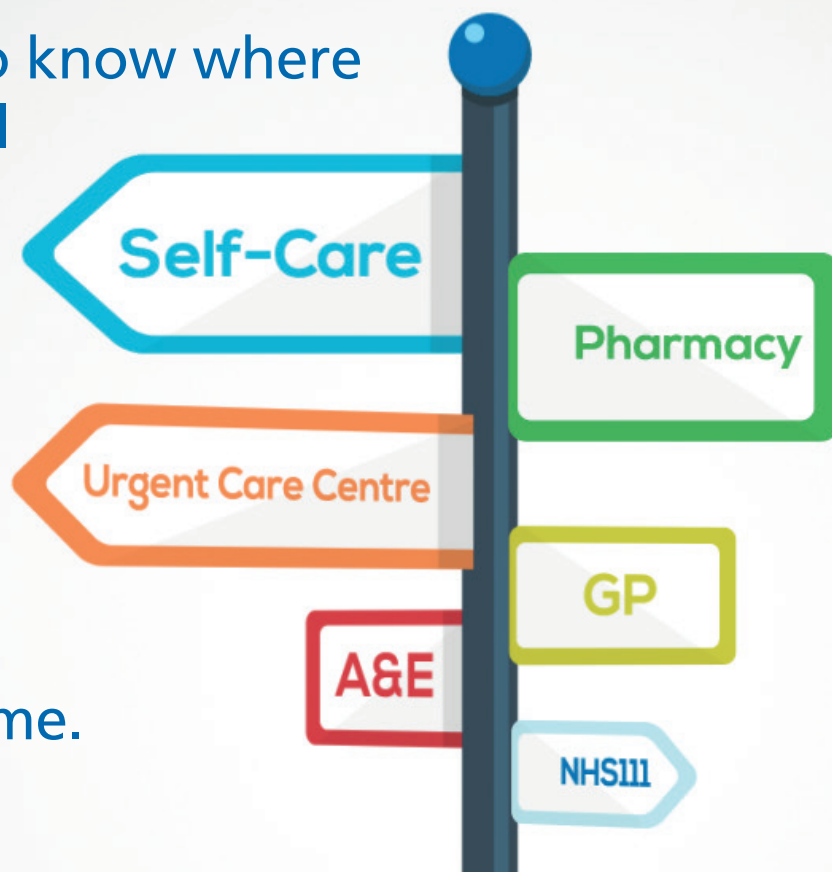 o know where
Self-Care
Pharmacy
Urgent Care Centre
GP
A&E
me.
NHS111